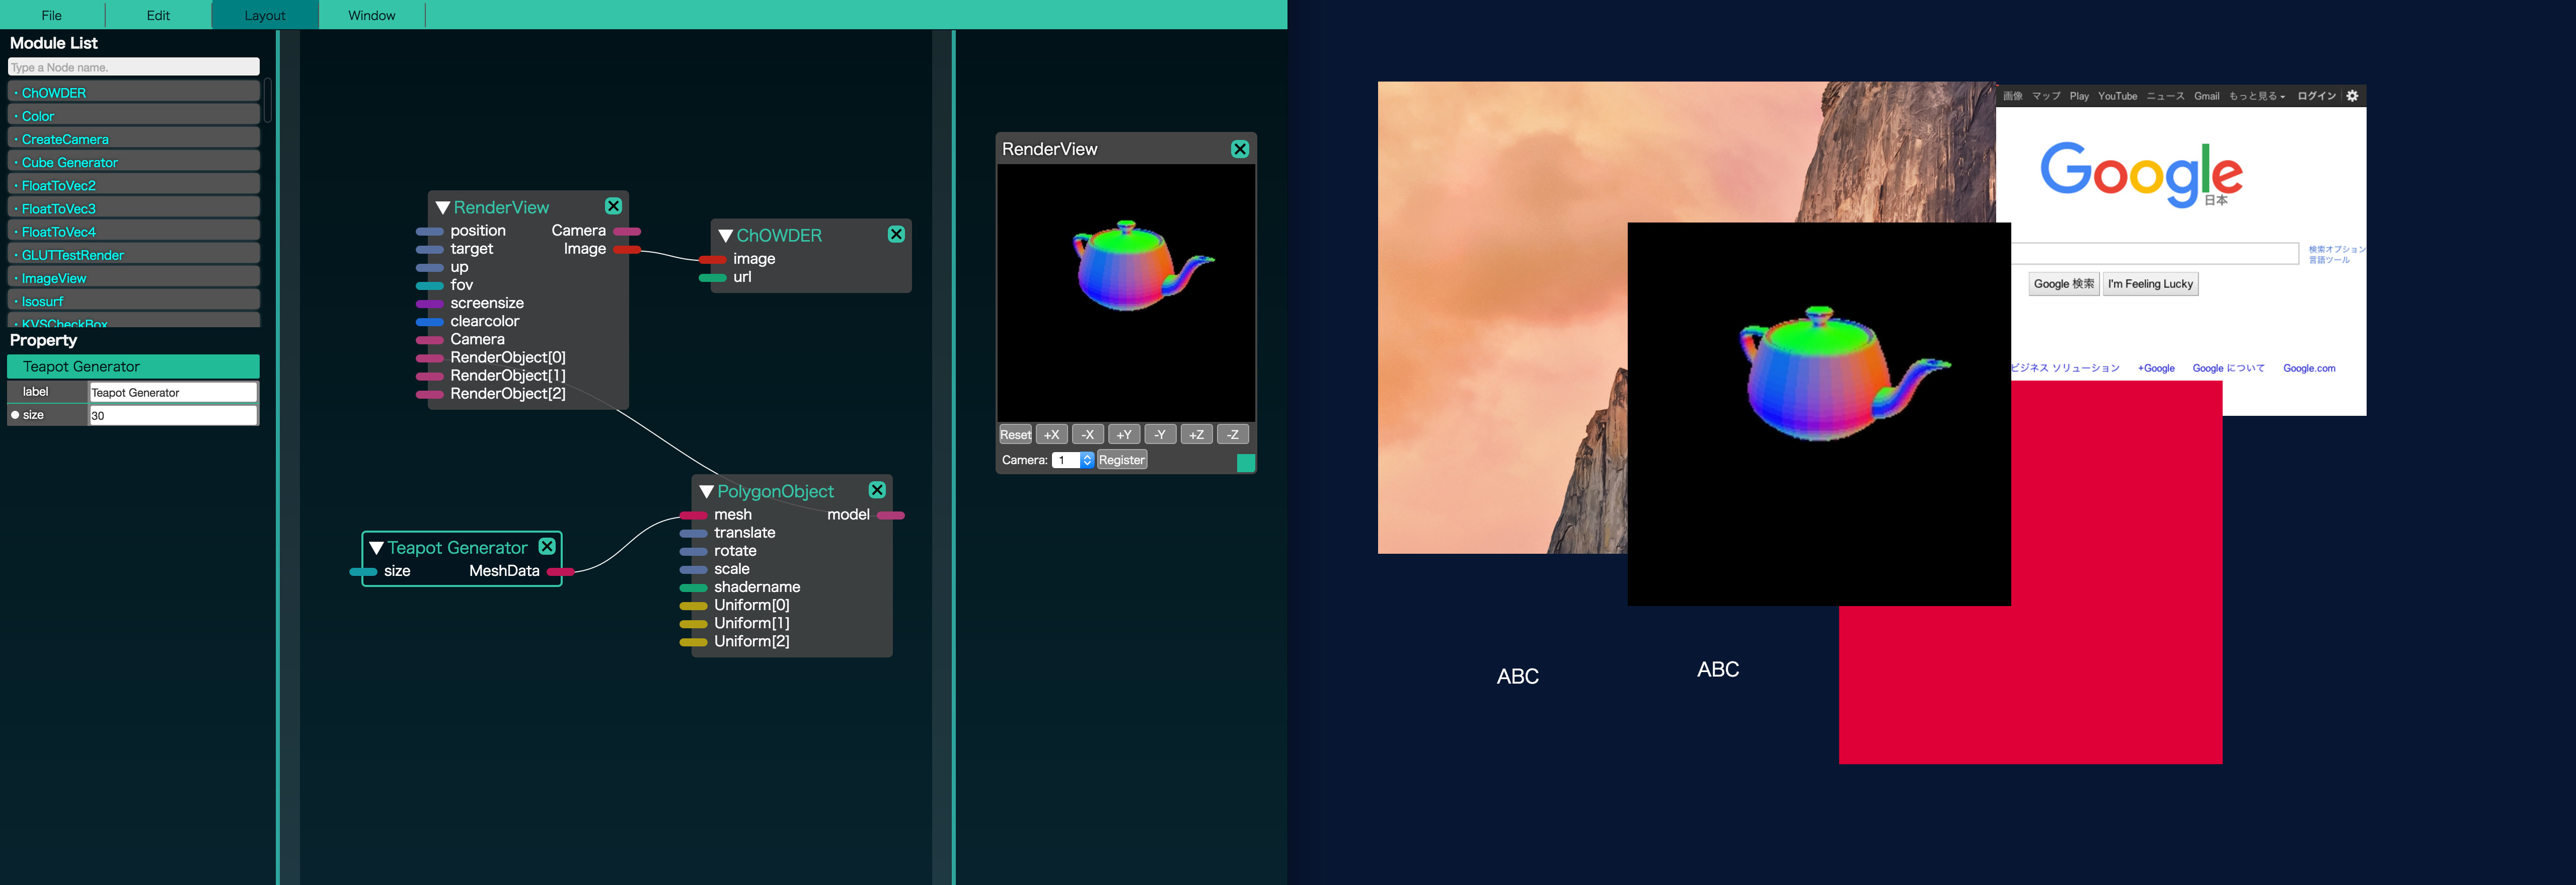 File Edit Layout Window
Module List
Type a Node name.
・ChOWDER
・Color
・CreateCamera
・Cube Generator
・FloatToVec2
・FloatToVec3
・FloatToVec4
・GLUTTestRender
・ImageView
・Isosurf
・KVSCheckBox
Property
Teapot Generator
label Teapot Generator
size 30
RenderView
position Camera
target Image
up
fov
screensize
clearcolor
Camera
RenderObject[0]
RenderObject[1]
RenderObject[2]
ChOWDER
image
url
Teapot Generator
size MeshData
PolygonObject
mesh model
translate
rotate
scale
shadername
Uniform[0]
Uniform[1]
Uniform[2]
RenderView
Reset +X -X +Y -Y +Z -Z
Camera: 1 Register
画像 マップ Play YouTube ニュース Gmail もっと見る ログイン
Google
日本
検索オプション
言語ツール
Google 検索 I'm Feeling Lucky
ビジネス ソリューション +Google Google について Google.com
ABC
ABC